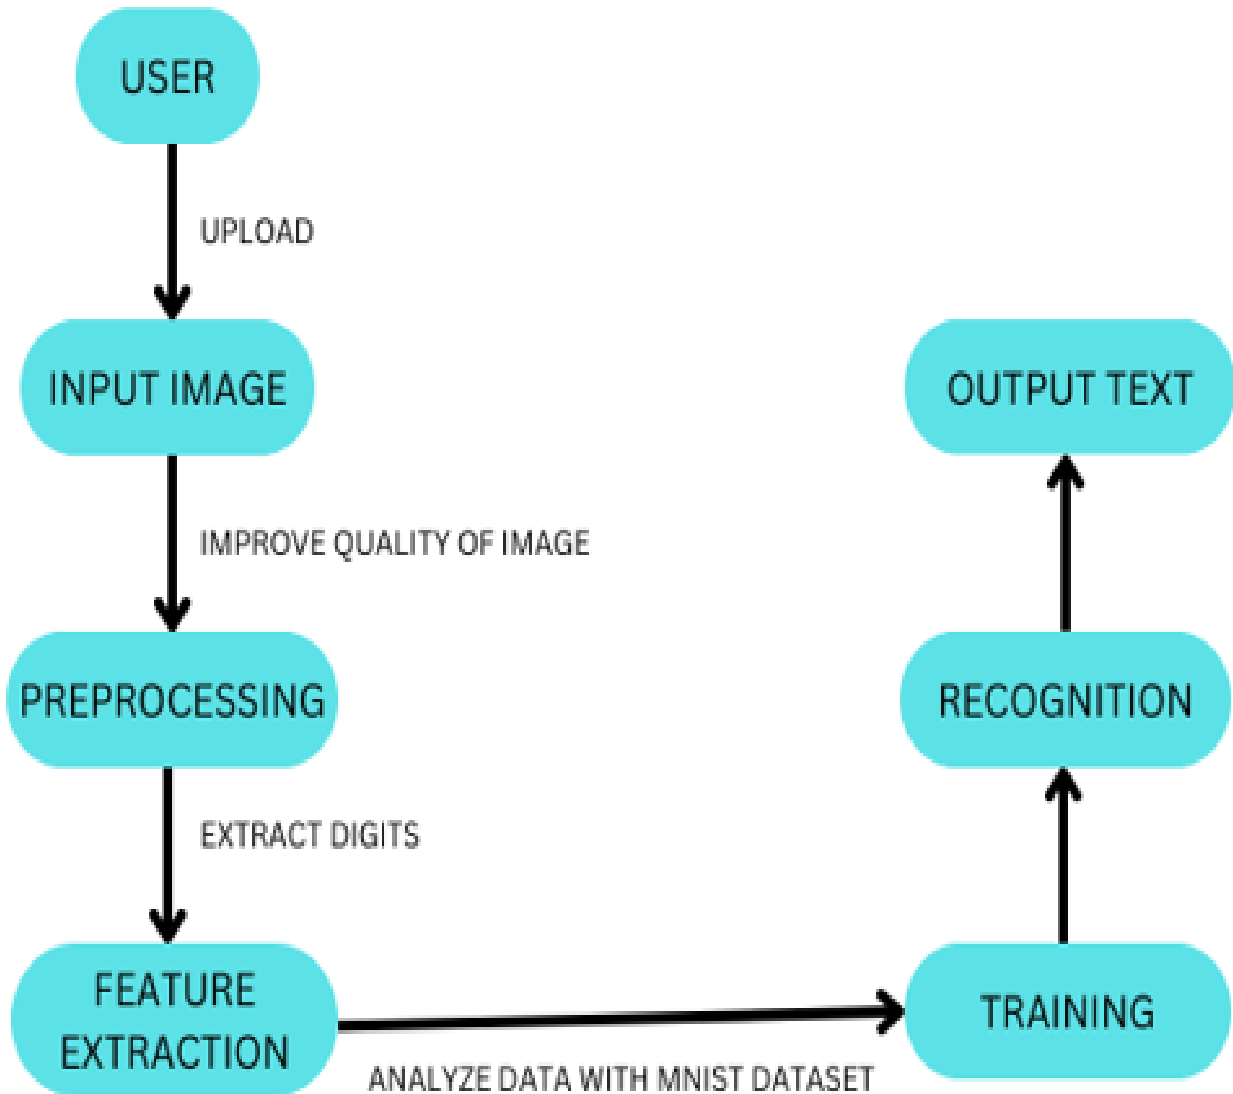 USER
UPLOAD
INPUT IMAGE
IMPROVE QUALITY OF IMAGE
PREPROCESSING
EXTRACT DIGITS
FEATURE
EXTRACTION
ANALYZE DATA WITH MNIST DATASET
TRAINING
RECOGNITION
OUTPUT TEXT